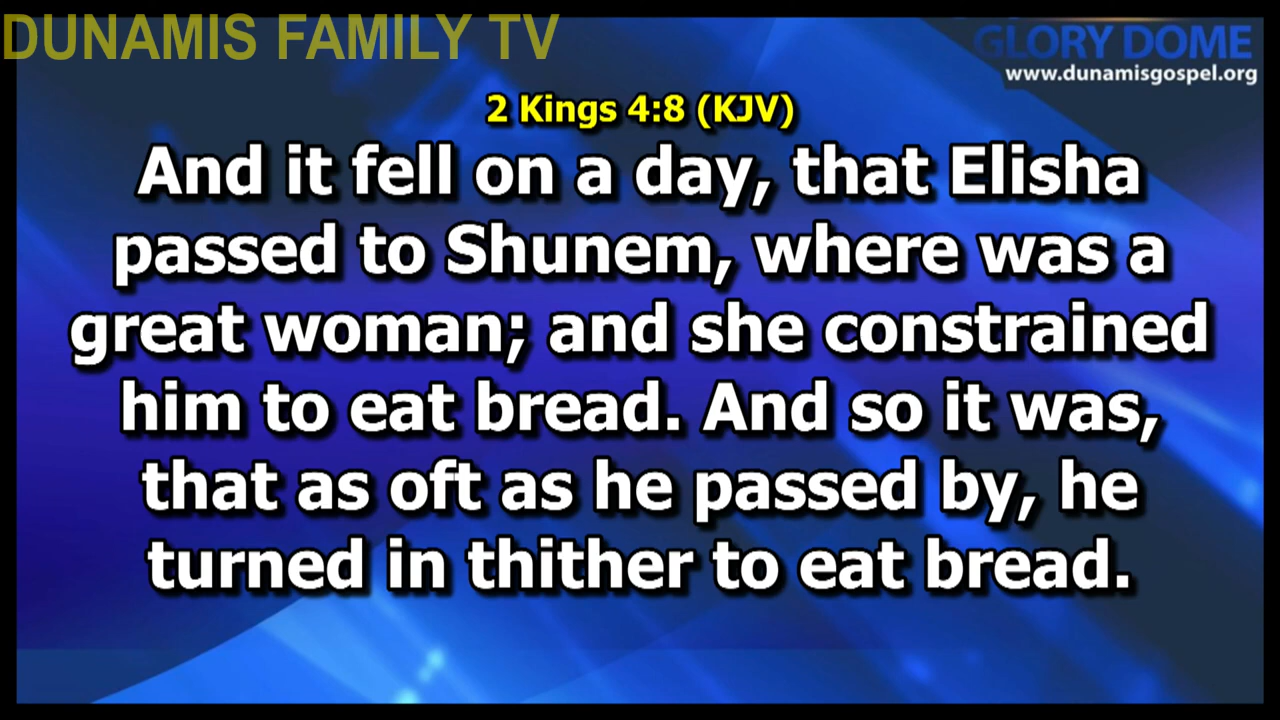 DUNAMIS FAMILY TV
GLORY DOME
www.dunamisgospel.org
2 Kings 4:8 (KJV)
And it fell on a day, that Elisha
passed to Shunem, where was a
great woman; and she constrained
him to eat bread. And so it was,
that as oft as he passed by, he
turned in thither to eat bread.